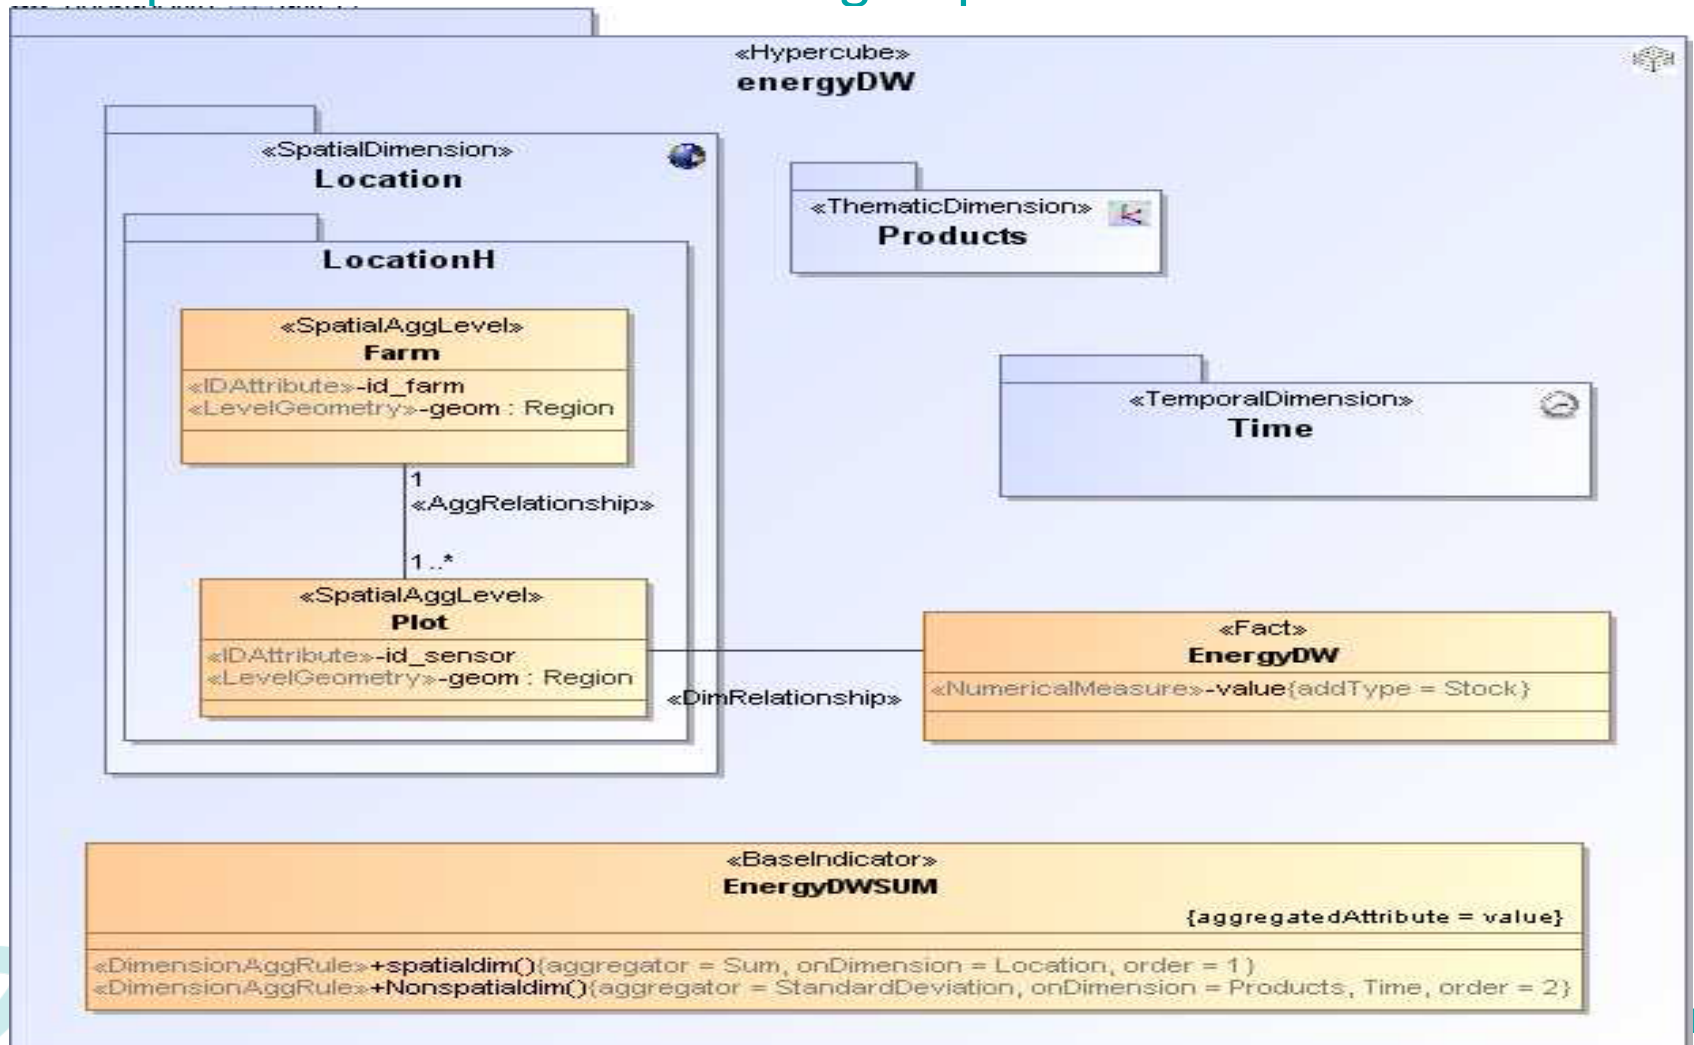 «Hypercube»
energyDW
«SpatialDimension»
Location
«ThematicDimension»
Products
LocationH
«SpatialAggLevel»
Farm
«IDAttribute»-id_farm
«LevelGeometry»-geom : Region
«TemporalDimension»
Time
1
«AggRelationship»
1..*
«SpatialAggLevel»
Plot
«IDAttribute»-id_sensor
«LevelGeometry»-geom : Region
«DimRelationship»
«Fact»
EnergyDW
«NumericalMeasure»-value{addType = Stock}
«BaseIndicator»
EnergyDWSUM
{aggregatedAttribute = value}
«DimensionAggRule»+spatialdim(){aggregator = Sum, onDimension = Location, order = 1}
«DimensionAggRule»+Nonspatialdim(){aggregator = StandardDeviation, onDimension = Products, Time, order = 2}